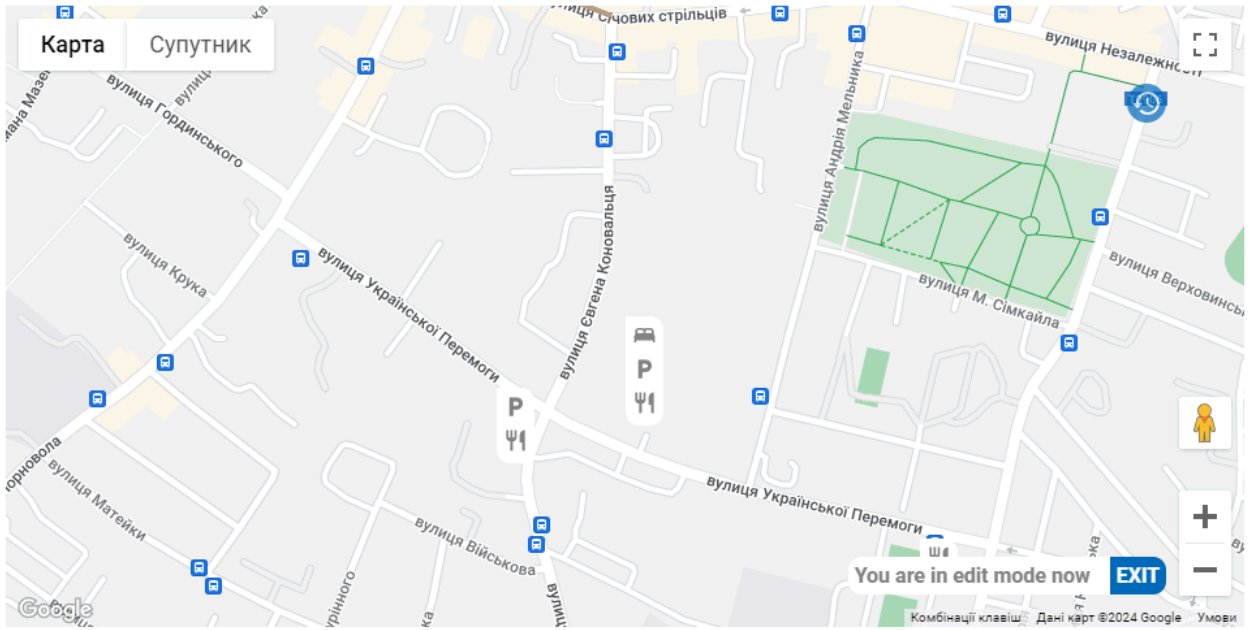 вулиця Січових стрільців
вулиця Незалежності
Карта
Супутник
вулиця Гординського
вулиця Андрія Мельника
вулиця Євгена Коновальця
вулиця Крука
вулиця Української Перемоги
вулиця М. Сімкайла
вулиця Верховинсь
P
P
орновола
вулиця Матейки
вулиця Військова
вулиця Української Перемоги
You are in edit mode now
EXIT
Google
Комбінації клавіш
Дані карт ©2024 Google
Умови